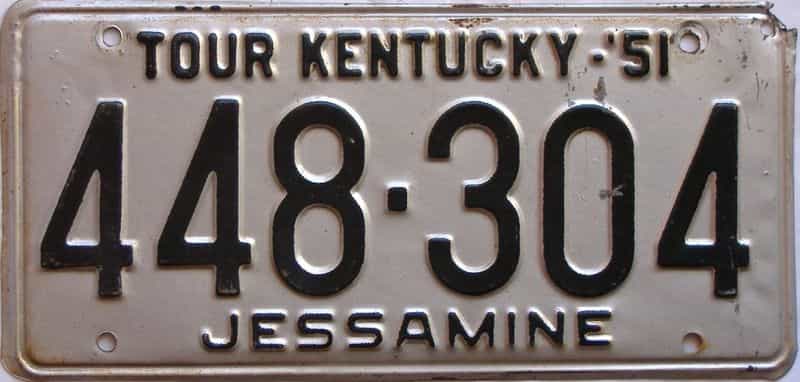 TOUR KENTUCKY-'51
448·304
JESSAMINE